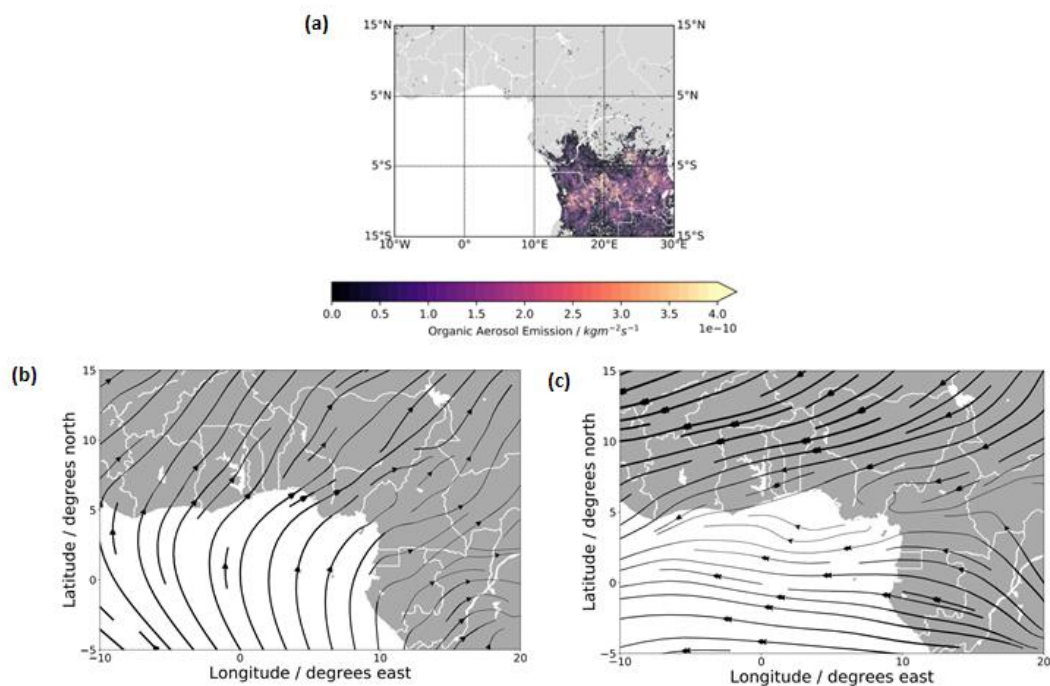 (a)
15°N 15°N
5°N 5°N
5°S 5°S
15°S 15°S
10°W 0° 10°E 20°E 30°E
0.0 0.5 1.0 1.5 2.0 2.5 3.0 3.5 4.0
Organic Aerosol Emission / kgm⁻²s⁻¹ 1e−10
(b)
15
10
5
0
−5
−10 0 10 20
Latitude / degrees north
Longitude / degrees east
(c)
15
10
5
0
−5
−10 0 10 20
Latitude / degrees north
Longitude / degrees east